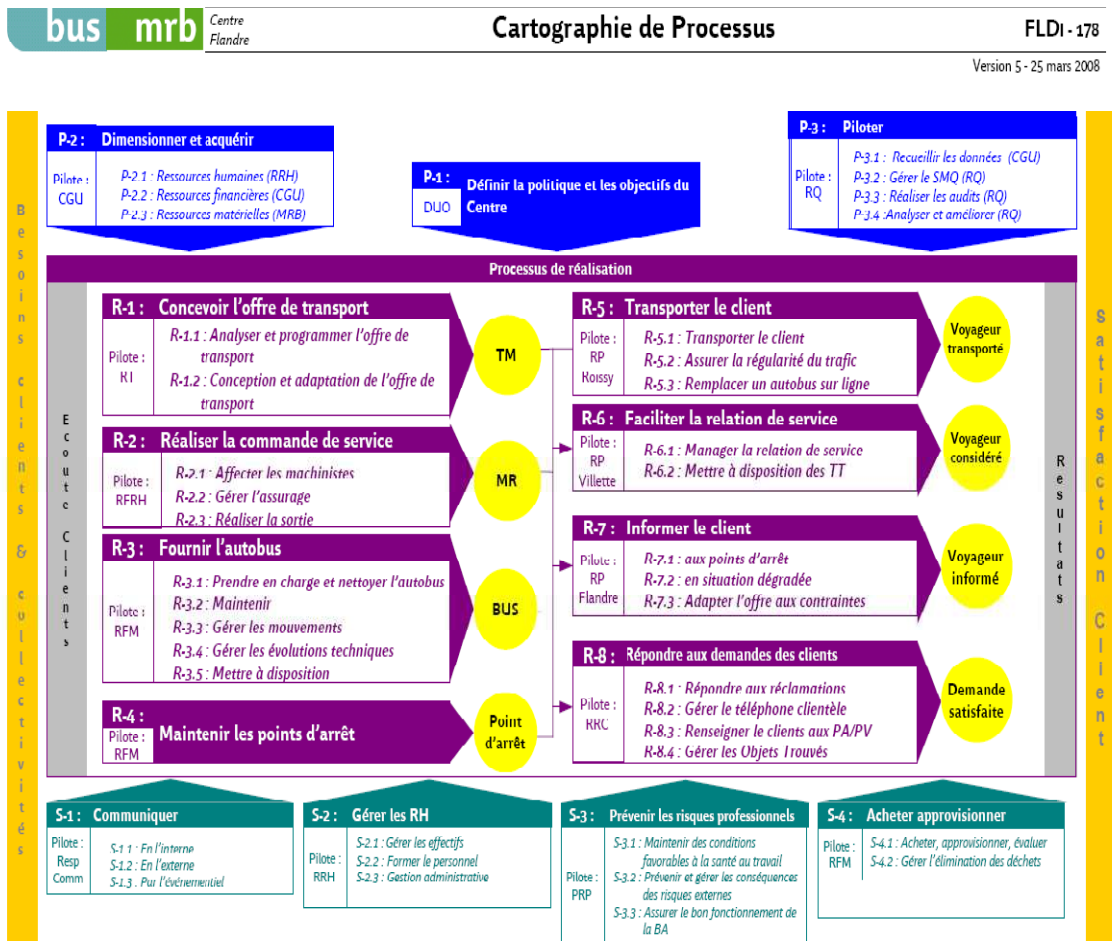 bus mrb Centre
Flandre
Cartographie de Processus
FLDI - 178
Version 5 - 25 mars 2008
Besoins clients & collectivités
P-2 : Dimensionner et acquérir
Pilote :
CGU
P-2.1 : Ressources humaines (RRH)
P-2.2 : Ressources financières (CGU)
P-2.3 : Ressources matérielles (MRB)
P-1 : Définir la politique et les objectifs du
DUO Centre
P-3 : Piloter
Pilote :
RQ
P-3.1 : Recueillir les données (CGU)
P-3.2 : Gérer le SMQ (RQ)
P-3.3 : Réaliser les audits (RQ)
P-3.4 :Analyser et améliorer (RQ)
Processus de réalisation
Ecoute Clients
R-1 : Concevoir l'offre de transport
Pilote :
RT
R-1.1 : Analyser et programmer l'offre de
transport
R-1.2 : Conception et adaptation de l'offre de
transport
TM
R-2 : Réaliser la commande de service
Pilote :
RFRH
R-2.1 : Affecter les machinistes
R-2.2 : Gérer l'assurage
R-2.3 : Réaliser la sortie
MR
R-3 : Fournir l'autobus
Pilote :
RFM
R-3.1 : Prendre en charge et nettoyer l'autobus
R-3.2 : Maintenir
R-3.3 : Gérer les mouvements
R-3.4 : Gérer les évolutions techniques
R-3.5 : Mettre à disposition
BUS
R-4 :
Pilote :
RFM
Maintenir les points d'arrêt
Point
d'arrêt
R-5 : Transporter le client
Pilote :
RP
Roissy
R-5.1 : Transporter le client
R-5.2 : Assurer la régularité du trafic
R-5.3 : Remplacer un autobus sur ligne
Voyageur
transporté
R-6 : Faciliter la relation de service
Pilote :
RP
Villette
R-6.1 : Manager la relation de service
R-6.2 : Mettre à disposition des TT
Voyageur
considéré
R-7 : Informer le client
Pilote :
RP
Flandre
R-7.1 : aux points d'arrêt
R-7.2 : en situation dégradée
R-7.3 : Adapter l'offre aux contraintes
Voyageur
informé
R-8 : Répondre aux demandes des clients
Pilote :
RRC
R-8.1 : Répondre aux réclamations
R-8.2 : Gérer le téléphone clientèle
R-8.3 : Renseigner le clients aux PA/PV
R-8.4 : Gérer les Objets Trouvés
Demande
satisfaite
Resultats
Satisfaction Client
S-1 : Communiquer
Pilote :
Resp
Comm
S-1 1 : En l'interne
S-1.2 : En l'externe
S-1.3 : Par l'événementiel
S-2 : Gérer les RH
Pilote :
RRH
S-2.1 : Gérer les effectifs
S-2.2 : Former le personnel
S-2.3 : Gestion administrative
S-3 : Prévenir les risques professionnels
Pilote :
PRP
S-3.1 : Maintenir des conditions
favorables à la santé au travail
S-3.2 : Prévenir et gérer les conséquences
des risques externes
S-3.3 : Assurer le bon fonctionnement de
la BA
S-4 : Acheter approvisionner
Pilote :
RFM
S-4.1 : Acheter, approvisionner, évaluer
S-4.2 : Gérer l'élimination des déchets